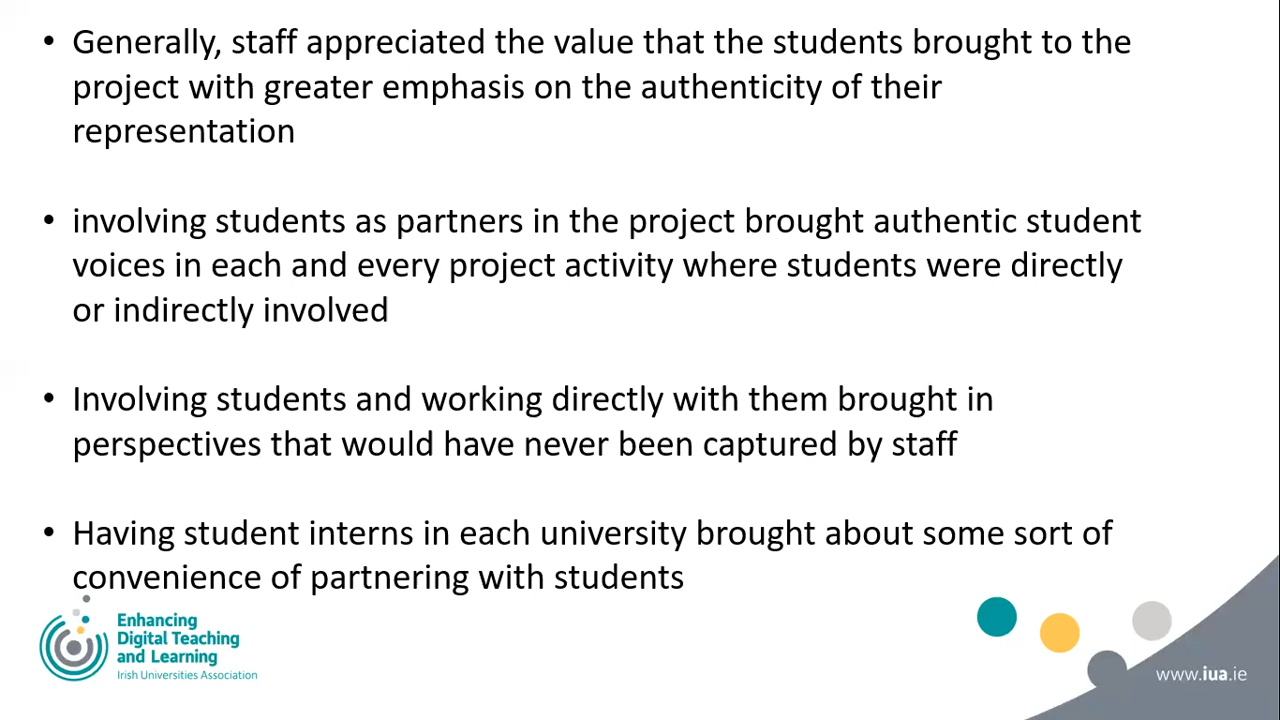 • Generally, staff appreciated the value that the students brought to the
project with greater emphasis on the authenticity of their
representation
• involving students as partners in the project brought authentic student
voices in each and every project activity where students were directly
or indirectly involved
• Involving students and working directly with them brought in
perspectives that would have never been captured by staff
• Having student interns in each university brought about some sort of
convenience of partnering with students
Enhancing
Digital Teaching
and Learning
Irish Universities Association
www.iua.ie